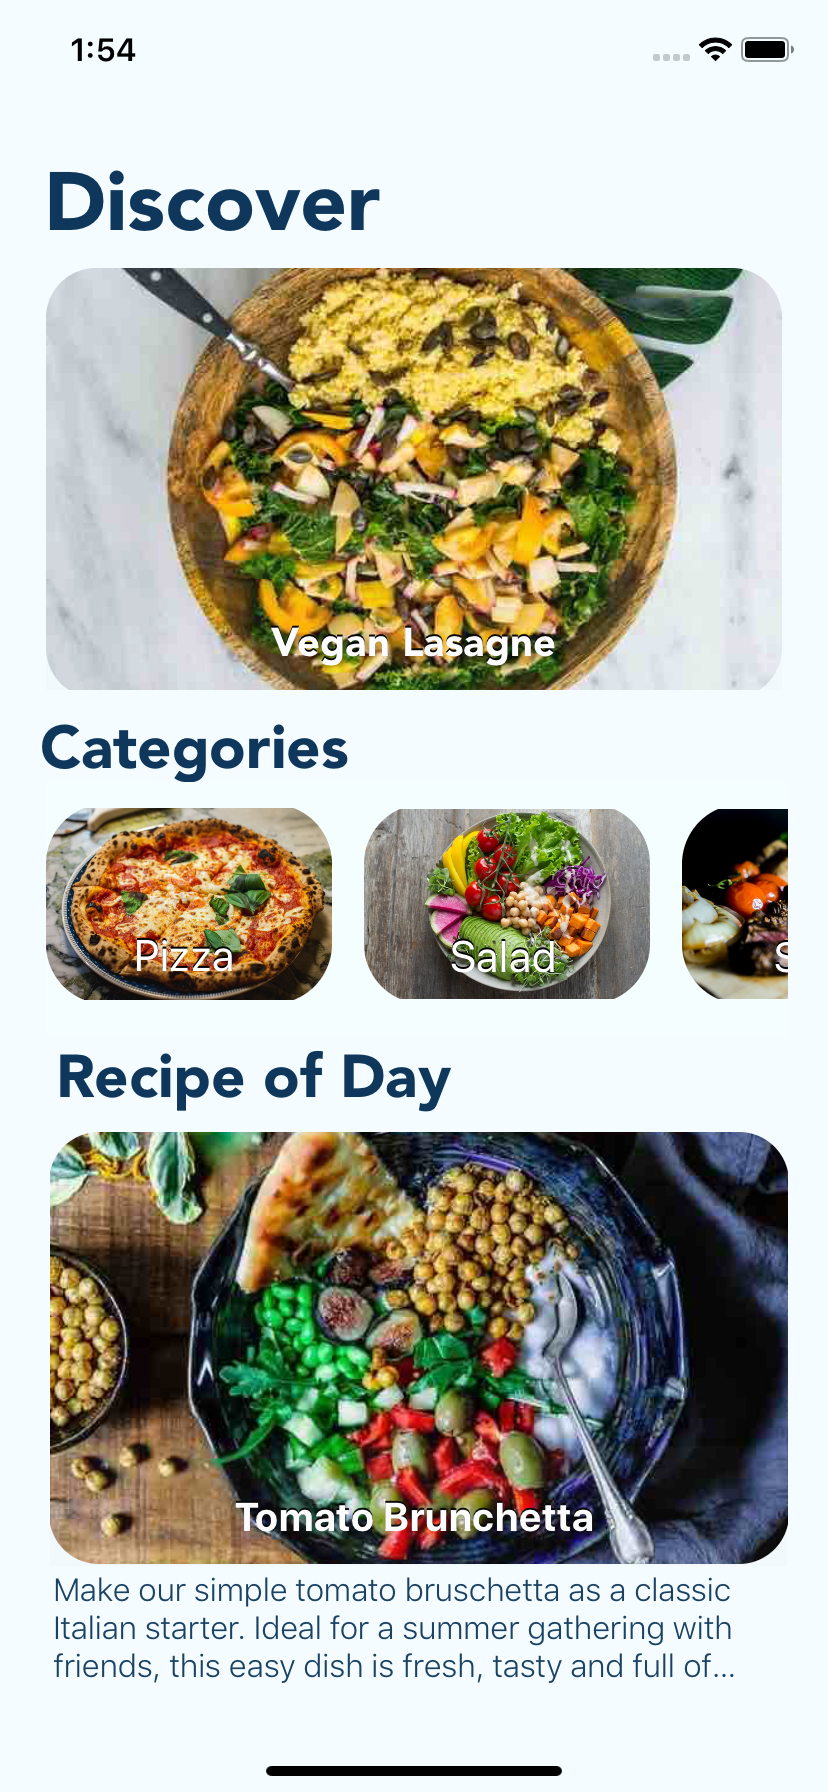 1:54
Discover
Vegan Lasagne
Categories
Pizza
Salad
S
Recipe of Day
Tomato Brunchetta
Make our simple tomato bruschetta as a classic
Italian starter. Ideal for a summer gathering with
friends, this easy dish is fresh, tasty and full of...